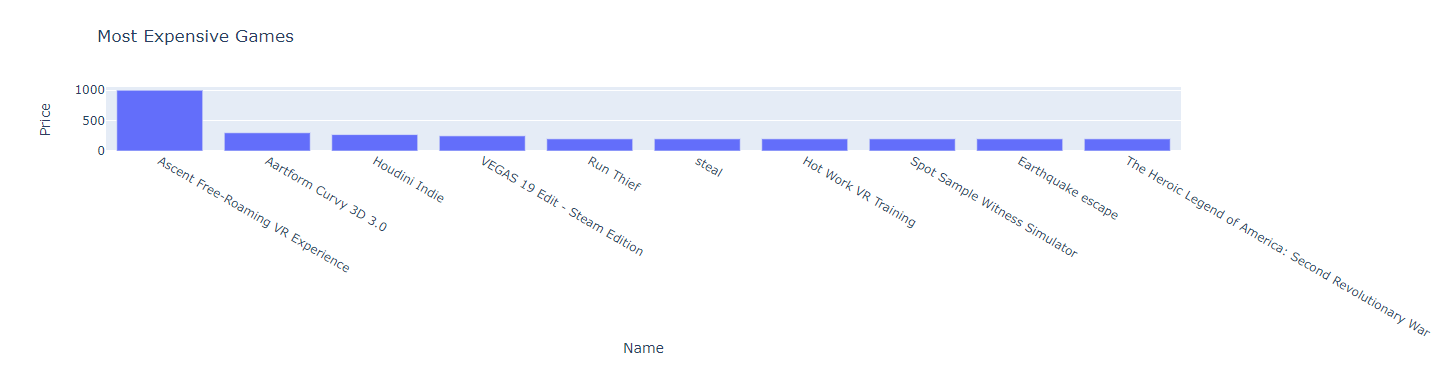 Most Expensive Games
Price
1000
500
0
Ascent Free-Roaming VR Experience
Aartform Curvy 3D 3.0
Houdini Indie
VEGAS 19 Edit - Steam Edition
Run Thief
steal
Hot Work VR Training
Spot Sample Witness Simulator
Earthquake escape
The Heroic Legend of America: Second Revolutionary War
Name